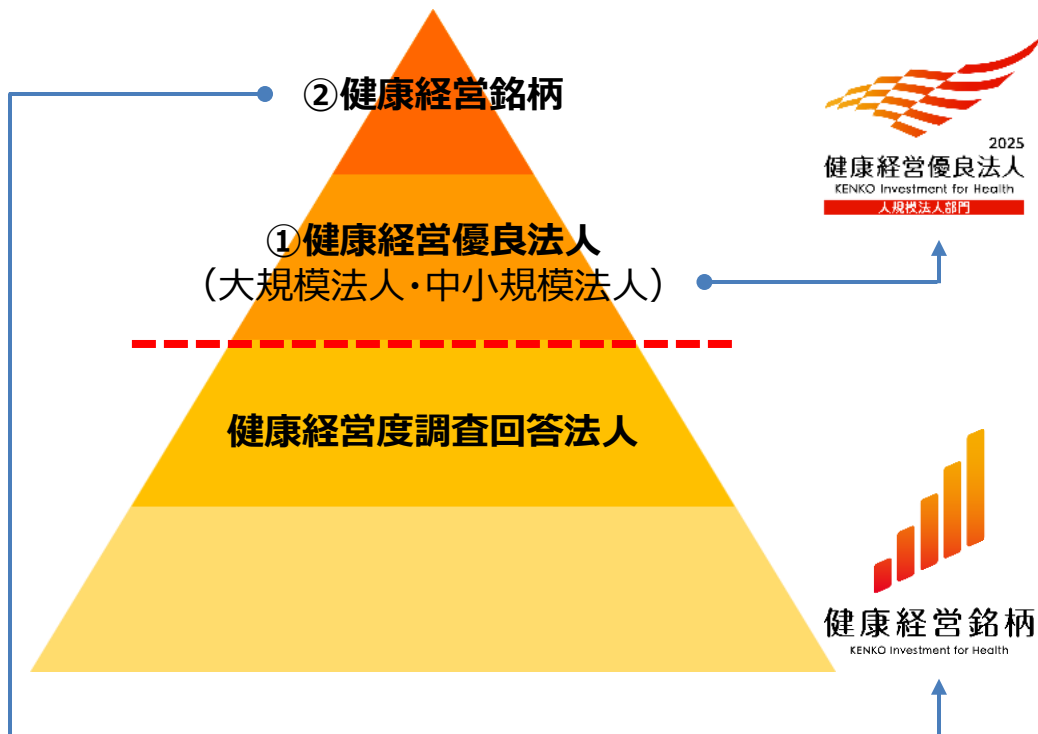 ②健康経営銘柄
2025
健康経営優良法人
KENKO Investment for Health
人規模法人部門
①健康経営優良法人
（大規模法人・中小規模法人）
健康経営度調査回答法人
健康経営銘柄
KENKO Investment for Health